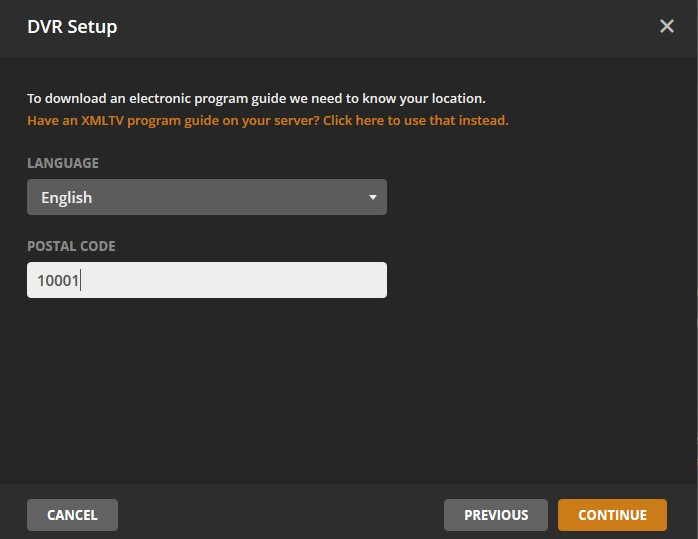 DVR Setup
To download an electronic program guide we need to know your location.
Have an XMLTV program guide on your server? Click here to use that instead.
LANGUAGE
English
POSTAL CODE
10001
CANCEL
PREVIOUS
CONTINUE